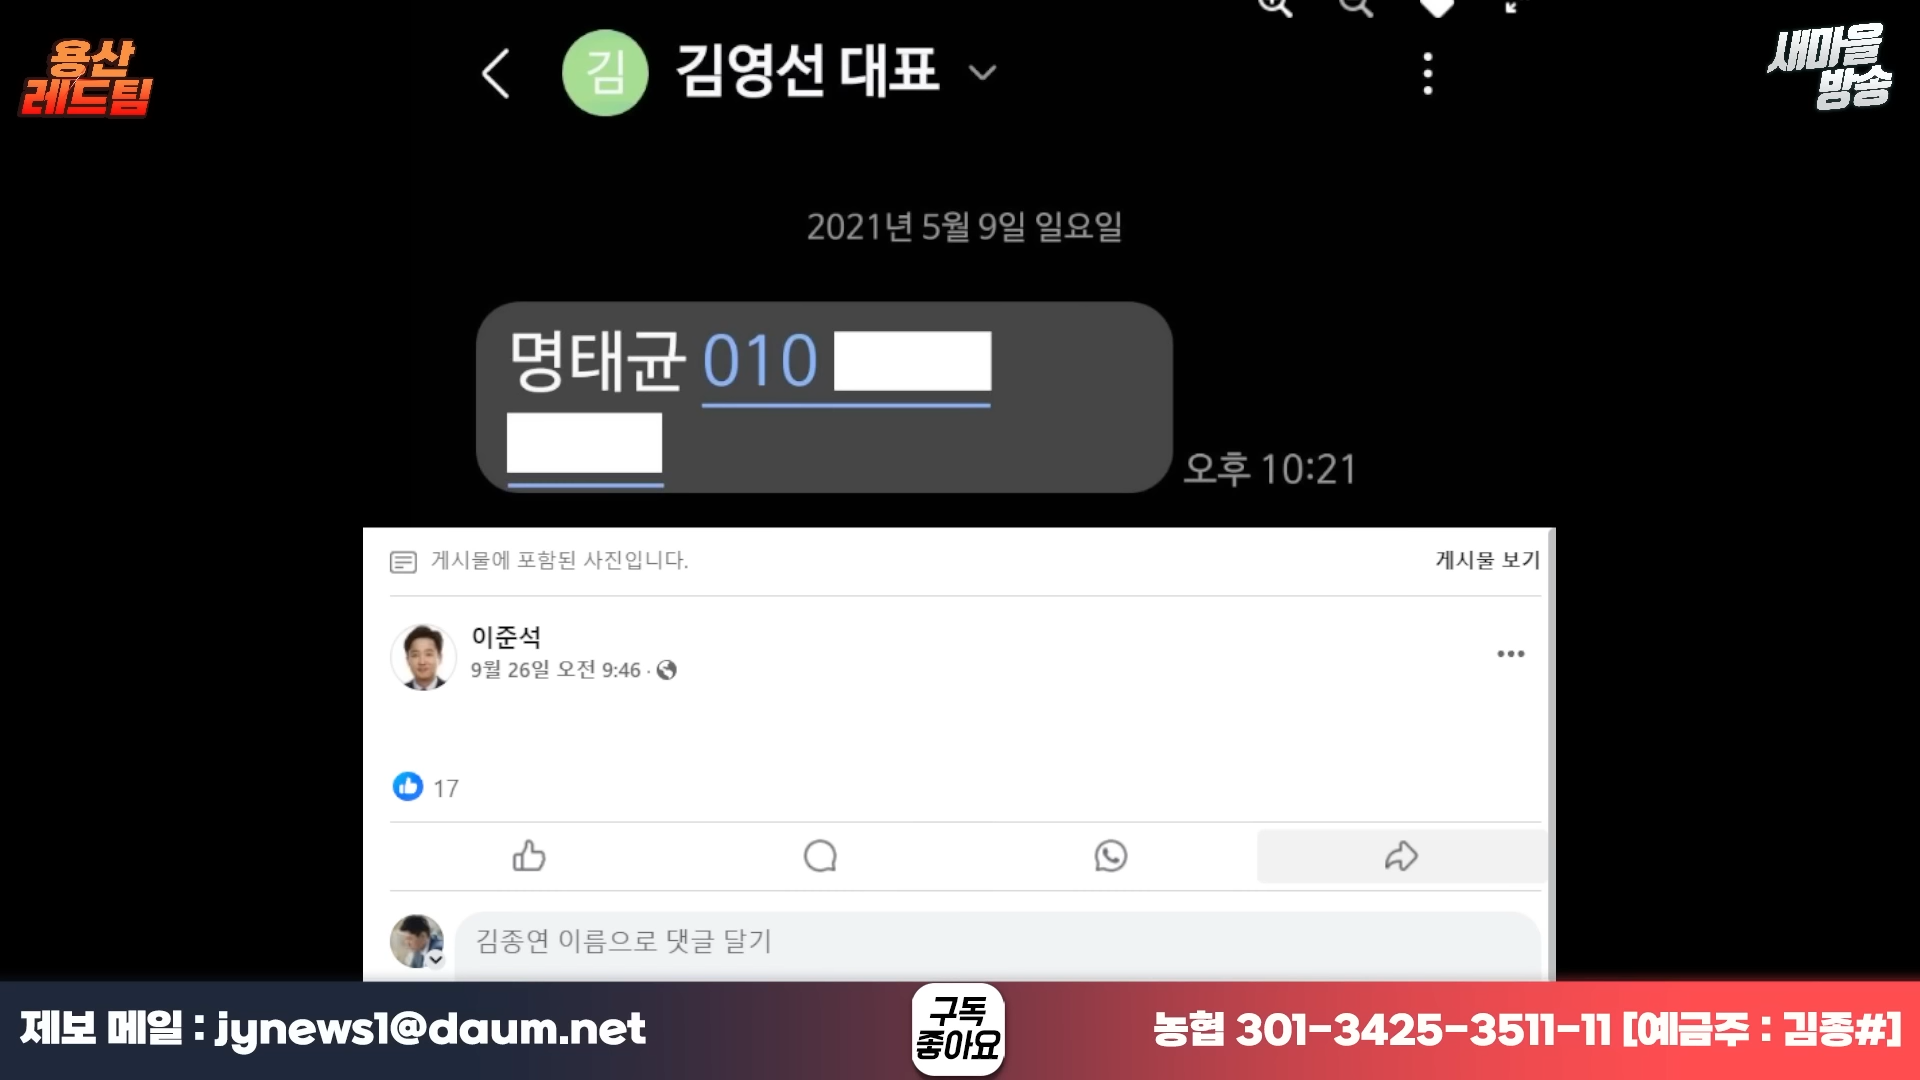 용산
레드팀
새마을
방송
김
김영선 대표
2021년 5월 9일 일요일
명태균 010
오후 10:21
게시물에 포함된 사진입니다.
게시물 보기
이준석
9월 26일 오전 9:46 ·
17
김종연 이름으로 댓글 달기
제보 메일 : jynews1@daum.net
구독
좋아요
농협 301-3425-3511-11 [예금주 : 김종#]